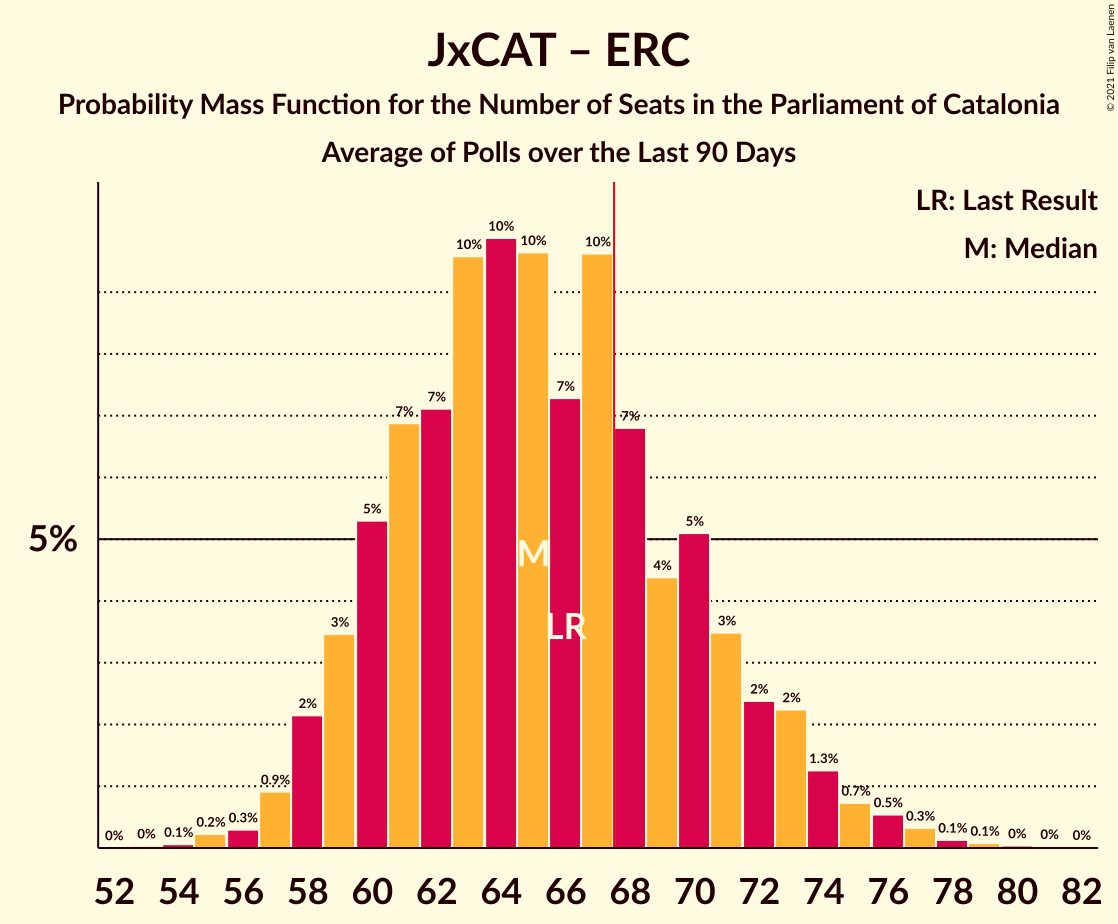 JxCAT – ERC
Probability Mass Function for the Number of Seats in the Parliament of Catalonia
Average of Polls over the Last 90 Days
© 2021 Filip van Laenen
LR: Last Result
M: Median
5%
0% 0% 0.1% 0.2% 0.3% 0.9% 2% 3% 5% 7% 7% 10% 10% 10% 7% 10% 7% 4% 5% 3% 2% 2% 1.3% 0.7% 0.5% 0.3% 0.1% 0.1% 0% 0% 0%
M
LR
52 54 56 58 60 62 64 66 68 70 72 74 76 78 80 82